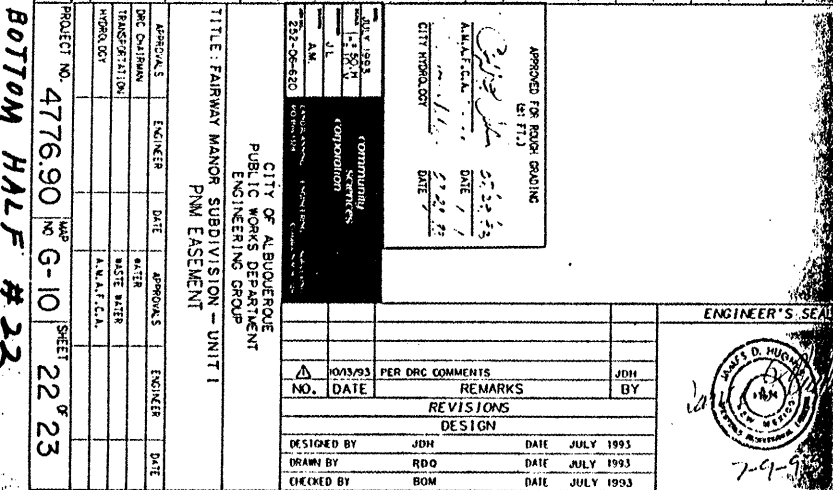 APPROVED FOR ROUGH GRADING
(±1 FT.)
A.M.A.F.C.A. DATE
CITY HYDROLOGY DATE
JULY 1993
J.L.
A.M.
252-06-620
community
sciences
corporation
CITY OF ALBUQUERQUE
PUBLIC WORKS DEPARTMENT
ENGINEERING GROUP
TITLE: FAIRWAY MANOR SUBDIVISION - UNIT 1
PNM EASEMENT
APPROVALS ENGINEER DATE APPROVALS ENGINEER DATE
DRC CHAIRMAN WATER
TRANSPORTATION WASTE WATER
HYDROLOGY A.M.A.F.C.A.
PROJECT NO. 4776.90 MAP NO. G-10 SHEET 22 OF 23
BOTTOM HALF #22
ENGINEER'S SEAL
JAMES D. HUGHES
NEW MEXICO
7-9-9
1 10/13/93 PER DRC COMMENTS JDH
NO. DATE REMARKS BY
REVISIONS
DESIGN
DESIGNED BY JDH DATE JULY 1993
DRAWN BY RDQ DATE JULY 1993
CHECKED BY BOM DATE JULY 1993